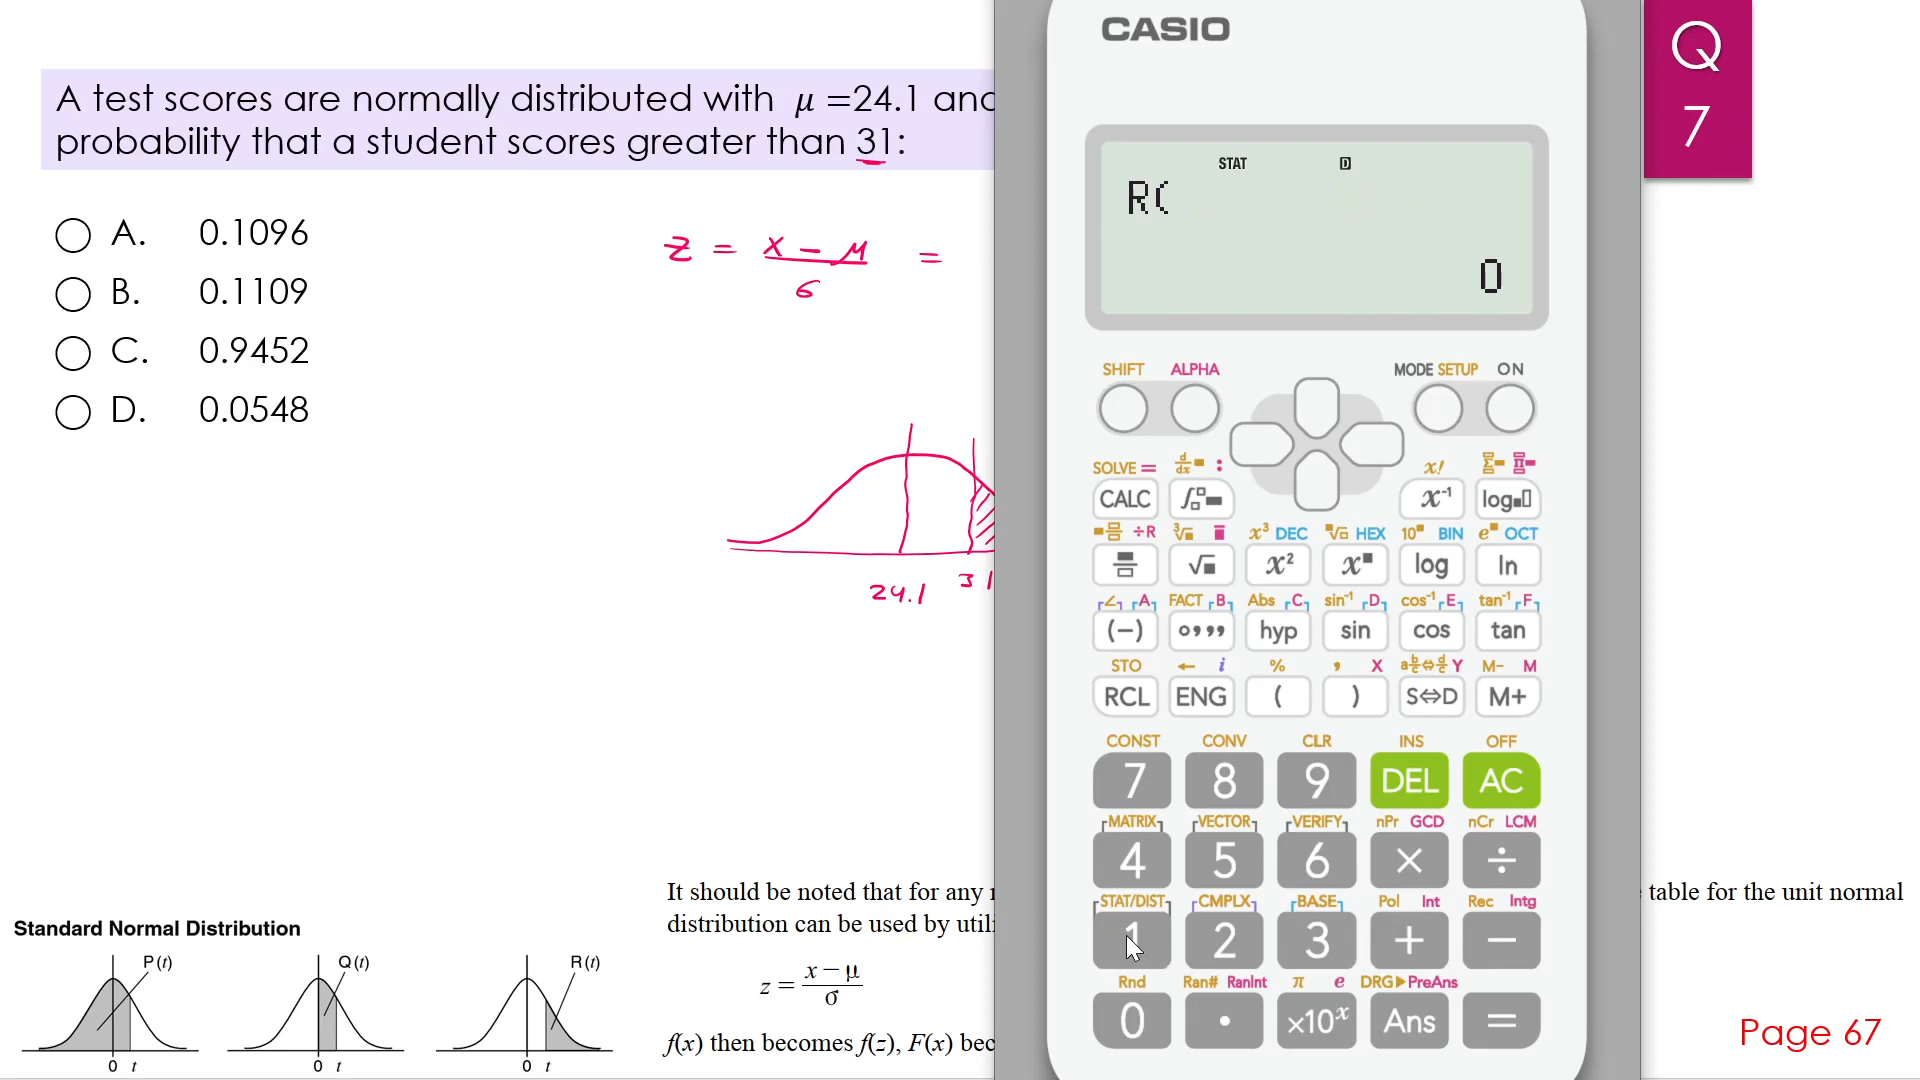 A test scores are normally distributed with μ =24.1 and
probability that a student scores greater than 31:
A. 0.1096
B. 0.1109
C. 0.9452
D. 0.0548
z = x - μ =
σ
24.1 31
Standard Normal Distribution
P(t)
Q(t)
R(t)
0 t
0 t
0 t
It should be noted that for any
distribution can be used by
z = x − μ
σ
f(x) then becomes f(z), F(x)
table for the unit normal
CASIO
STAT D
R(
0
SHIFT ALPHA MODE SETUP ON
SOLVE = d/dx■ : x! Σ Π
CALC ∫ x⁻¹ log
÷R ³√ x³ DEC √ HEX 10■ BIN e■ OCT
√■ x² x■ log ln
∠ A FACT B Abs C sin⁻¹ D cos⁻¹ E tan⁻¹ F
(−) °,,, hyp sin cos tan
STO ← i % , X a b/c⇔d/c Y M− M
RCL ENG ( ) S⇔D M+
CONST CONV CLR INS OFF
7 8 9 DEL AC
MATRIX VECTOR VERIFY nPr GCD nCr LCM
4 5 6 × ÷
STAT/DIST CMPLX BASE Pol Int Rec Intg
1 2 3 + −
Rnd Ran# RanInt π e DRG▶ PreAns
0 • ×10ˣ Ans =
Q
7
Page 67